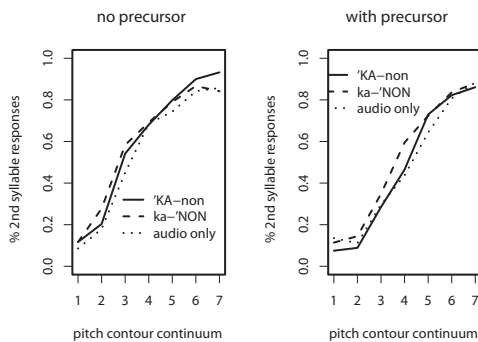 no precursor
% 2nd syllable responses
1.0
0.8
0.6
0.4
0.2
0.0
'KA–non
ka–'NON
audio only
1 2 3 4 5 6 7
pitch contour continuum
with precursor
% 2nd syllable responses
1.0
0.8
0.6
0.4
0.2
0.0
'KA–non
ka–'NON
audio only
1 2 3 4 5 6 7
pitch contour continuum